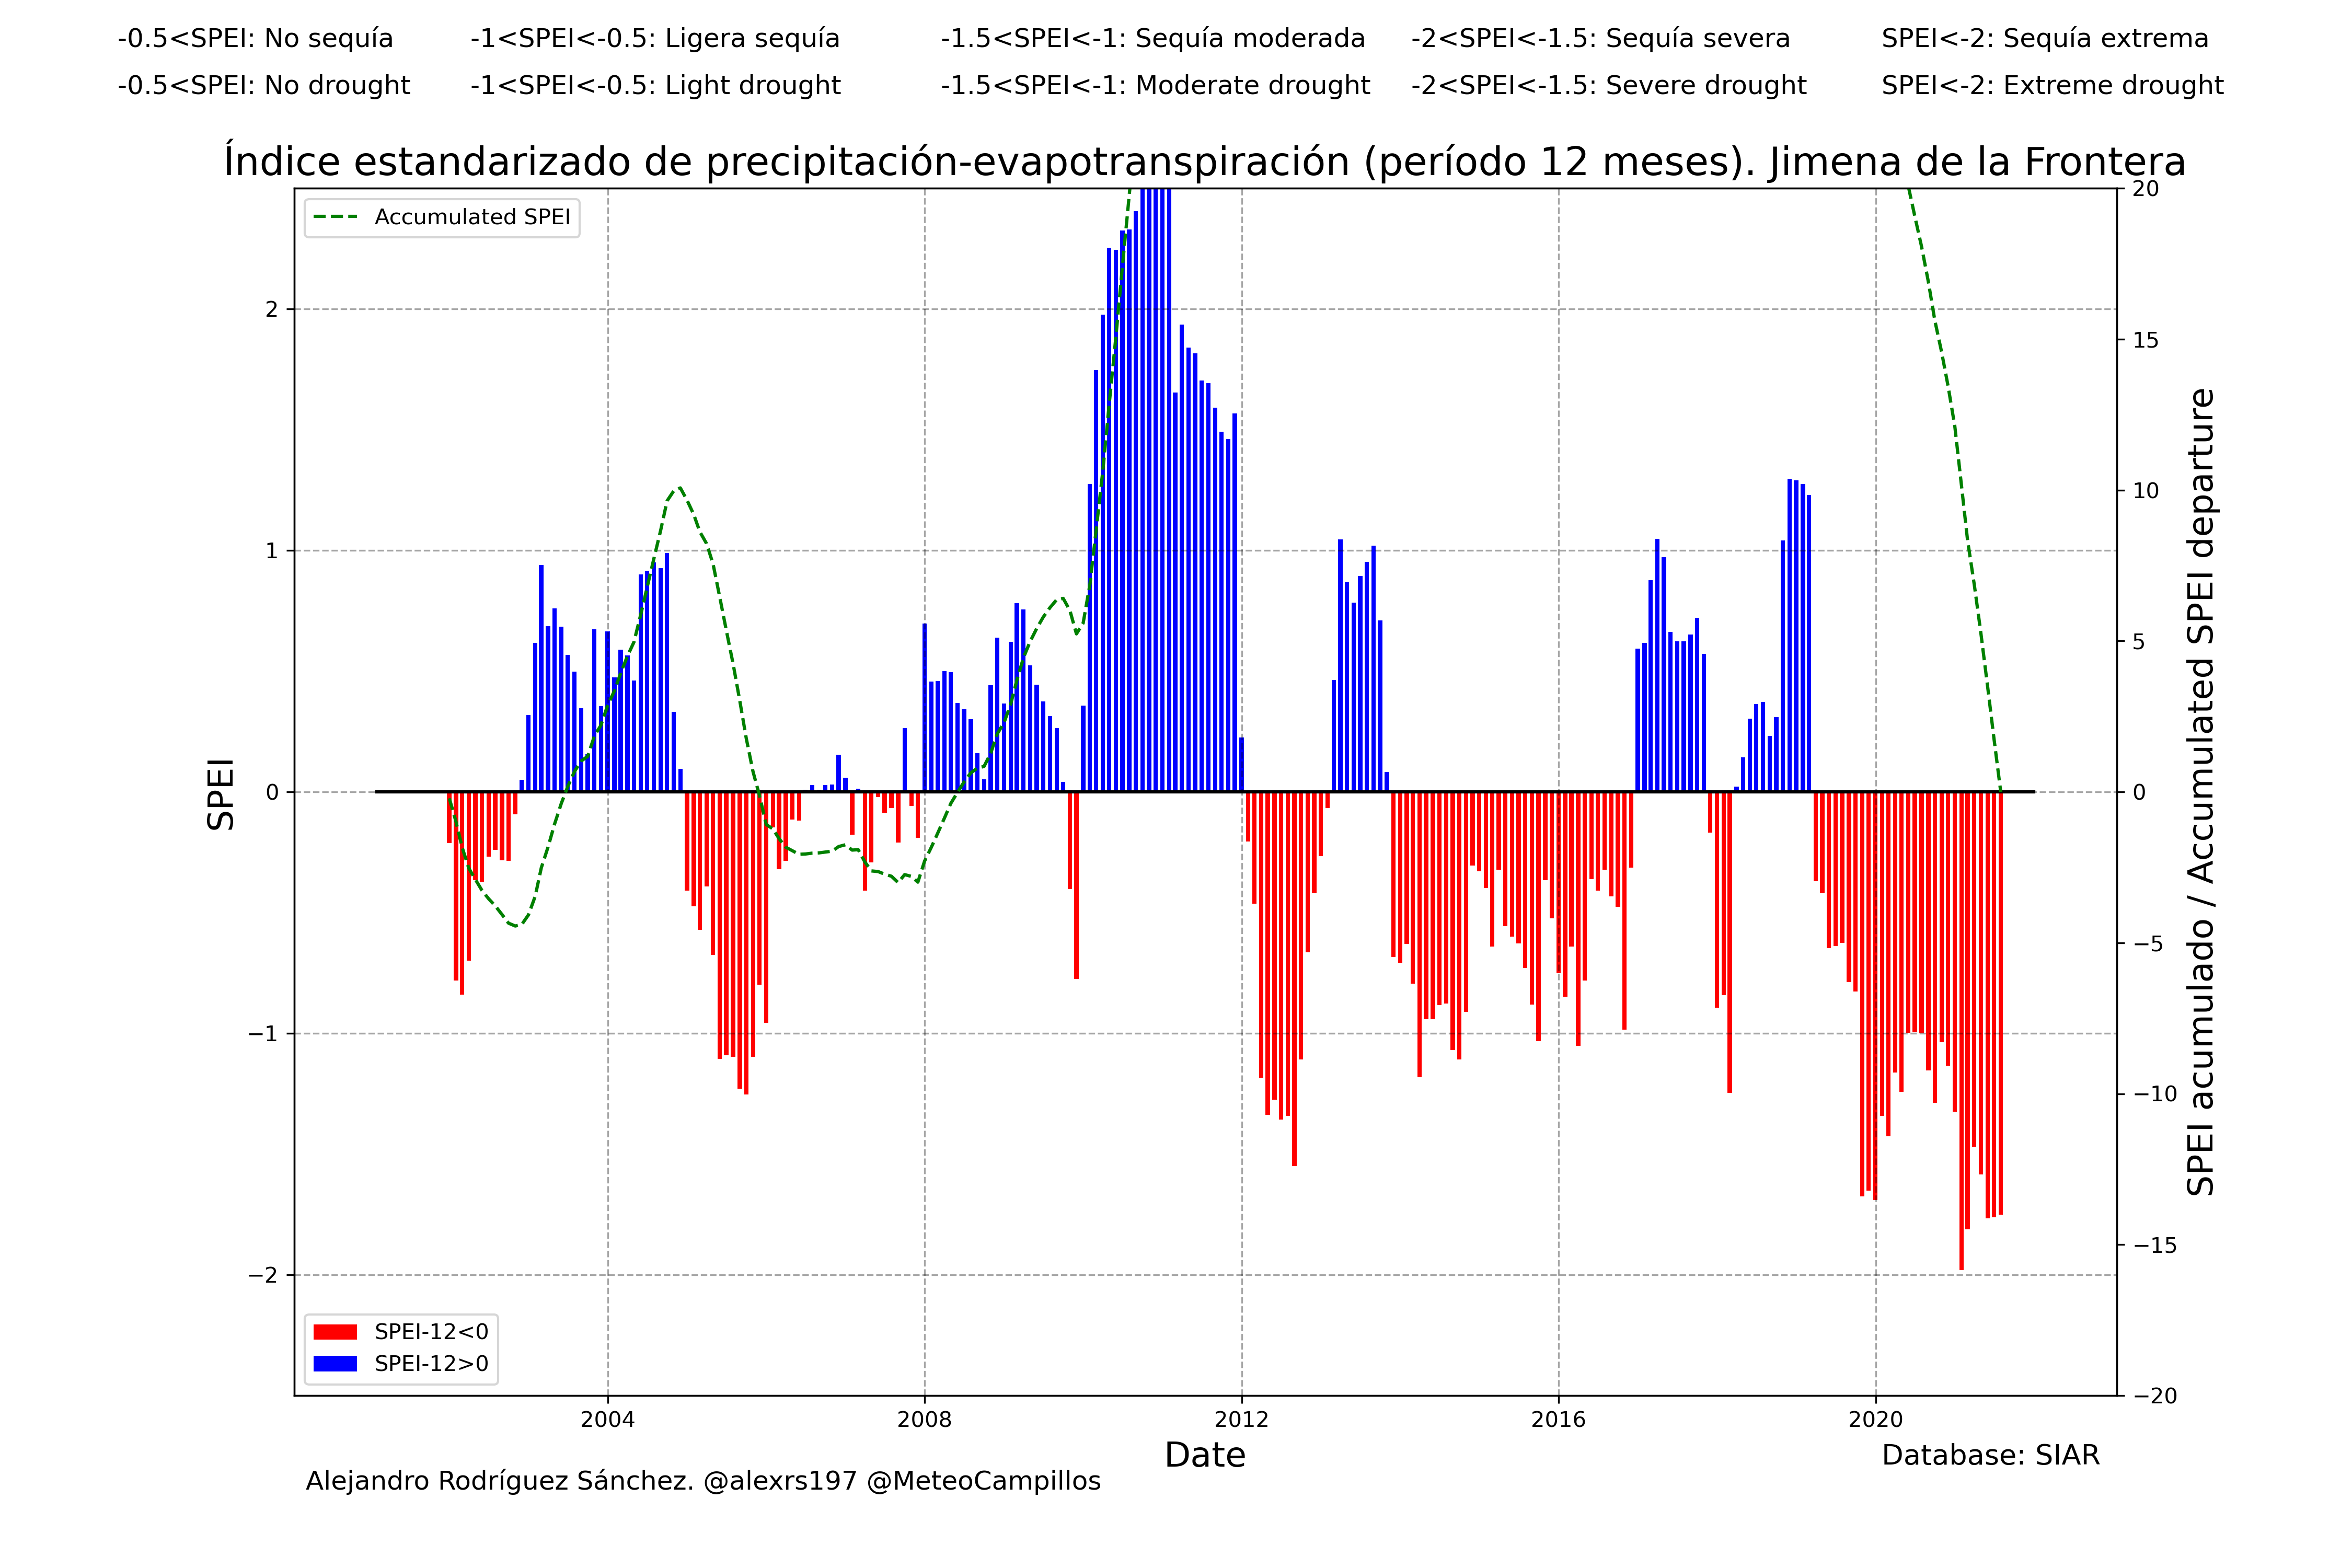 -0.5<SPEI: No sequía -1<SPEI<-0.5: Ligera sequía -1.5<SPEI<-1: Sequía moderada -2<SPEI<-1.5: Sequía severa SPEI<-2: Sequía extrema
-0.5<SPEI: No drought -1<SPEI<-0.5: Light drought -1.5<SPEI<-1: Moderate drought -2<SPEI<-1.5: Severe drought SPEI<-2: Extreme drought
Índice estandarizado de precipitación-evapotranspiración (período 12 meses). Jimena de la Frontera
Accumulated SPEI
2
1
0
−1
−2
SPEI
20
15
10
5
0
−5
−10
−15
−20
SPEI acumulado / Accumulated SPEI departure
SPEI-12<0
SPEI-12>0
2004 2008 2012 2016 2020
Date
Database: SIAR
Alejandro Rodríguez Sánchez. @alexrs197 @MeteoCampillos